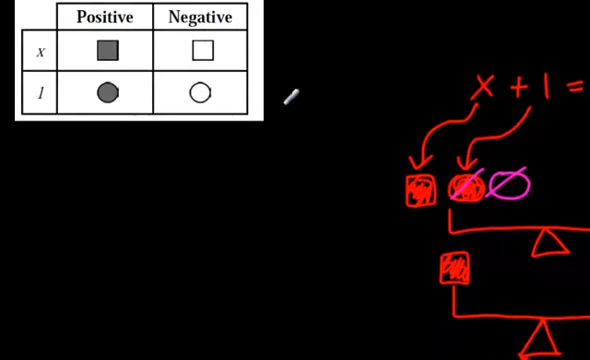 Positive Negative
x
1
x + 1 =